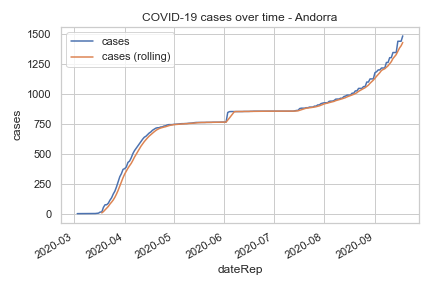 COVID-19 cases over time - Andorra
cases
cases (rolling)
1500
1250
1000
750
500
250
0
cases
2020-03
2020-04
2020-05
2020-06
2020-07
2020-08
2020-09
dateRep